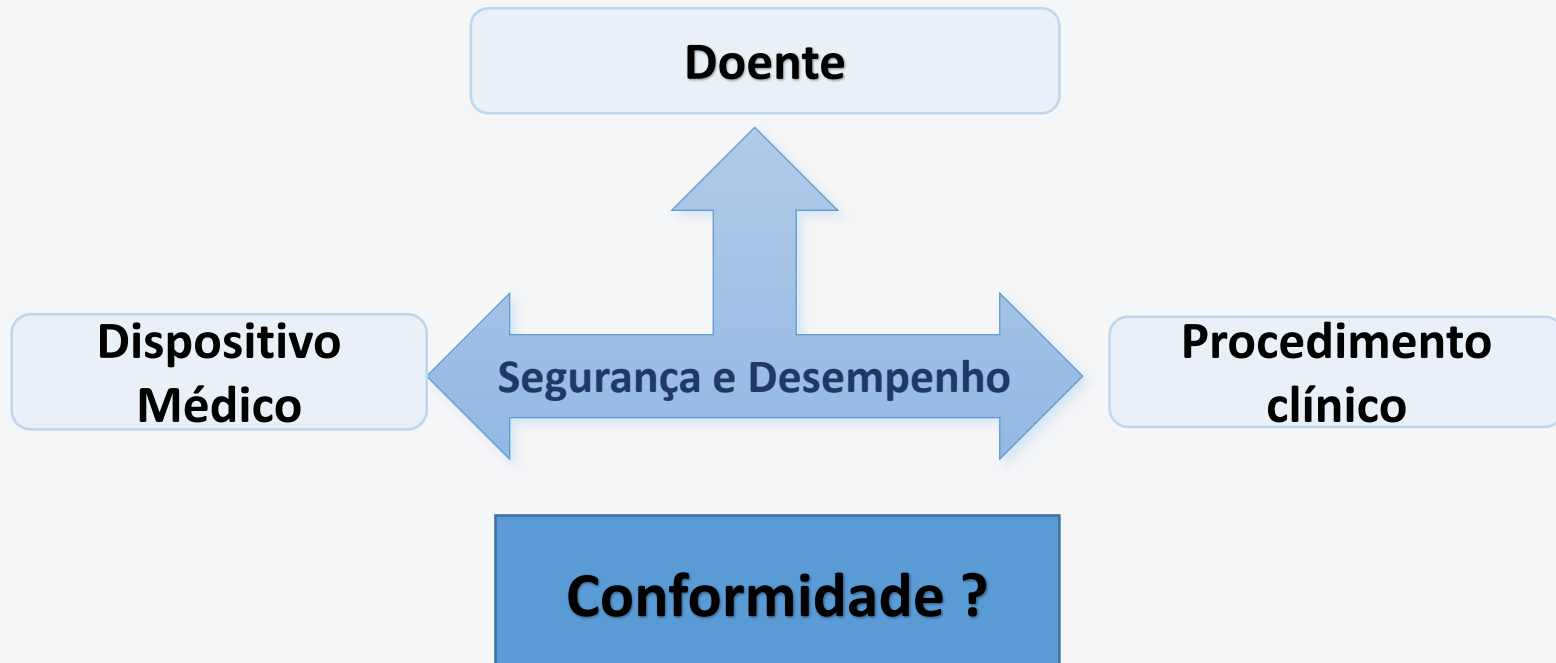 Doente
Dispositivo
Médico
Segurança e Desempenho
Procedimento
clínico
Conformidade ?